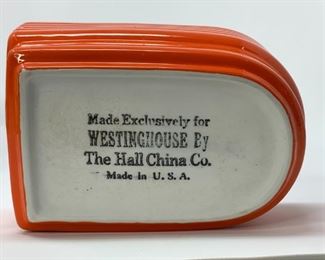 Made Exclusively for
WESTINGHOUSE By
The Hall China Co.
Made In U. S. A.